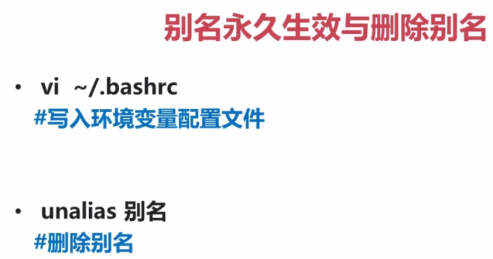 别名永久生效与删除别名
• vi ~/.bashrc
#写入环境变量配置文件
• unalias 别名
#删除别名